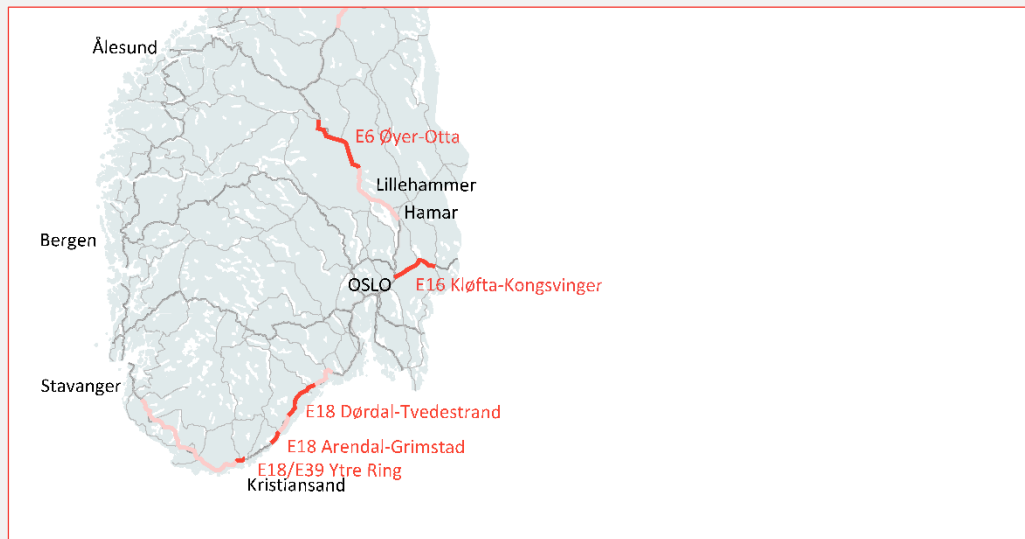 Ålesund
E6 Øyer-Otta
Lillehammer
Hamar
Bergen
OSLO
E16 Kløfta-Kongsvinger
Stavanger
E18 Dørdal-Tvedestrand
E18 Arendal-Grimstad
E18/E39 Ytre Ring
Kristiansand